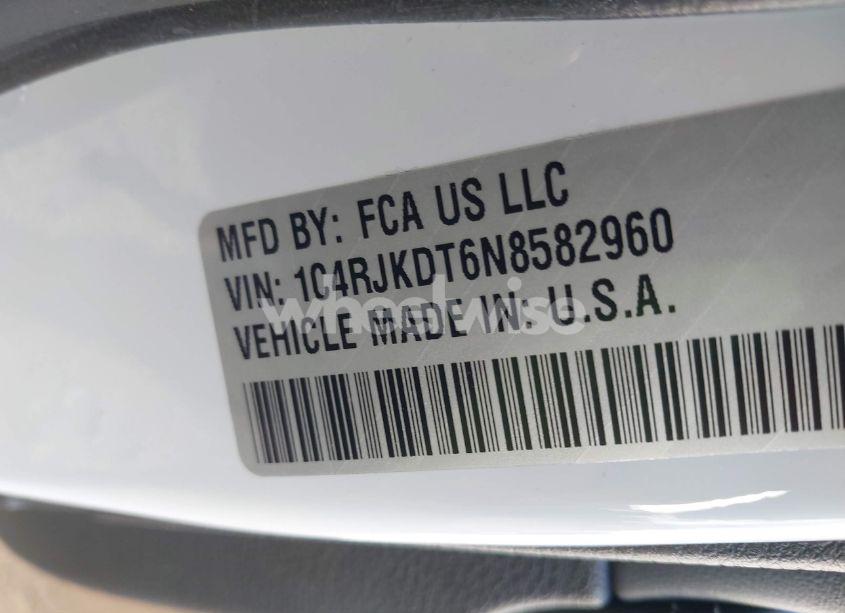 MFD BY: FCA US LLC
VIN: 1C4RJKDT6N8582960
wheelwise
VEHICLE MADE IN: U.S.A.